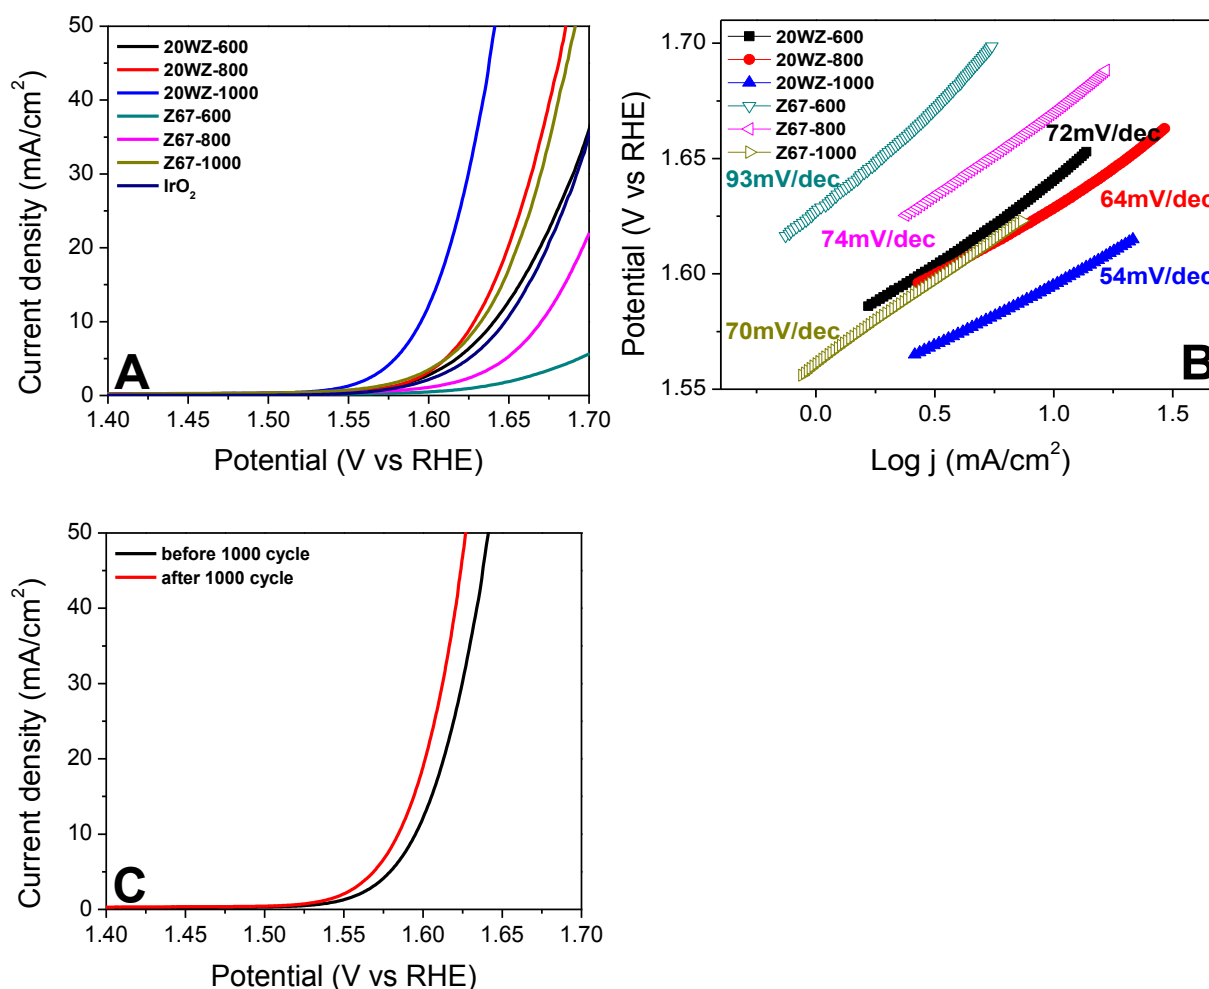 50
40
30
20
10
0
Current density (mA/cm²)
20WZ-600
20WZ-800
20WZ-1000
Z67-600
Z67-800
Z67-1000
IrO₂
A
1.40 1.45 1.50 1.55 1.60 1.65 1.70
Potential (V vs RHE)
1.70
1.65
1.60
1.55
Potential (V vs RHE)
20WZ-600
20WZ-800
20WZ-1000
Z67-600
Z67-800
Z67-1000
72mV/dec
93mV/dec
64mV/dec
74mV/dec
54mV/dec
70mV/dec
B
0.0 0.5 1.0 1.5
Log j (mA/cm²)
50
40
30
20
10
0
Current density (mA/cm²)
before 1000 cycle
after 1000 cycle
C
1.40 1.45 1.50 1.55 1.60 1.65 1.70
Potential (V vs RHE)